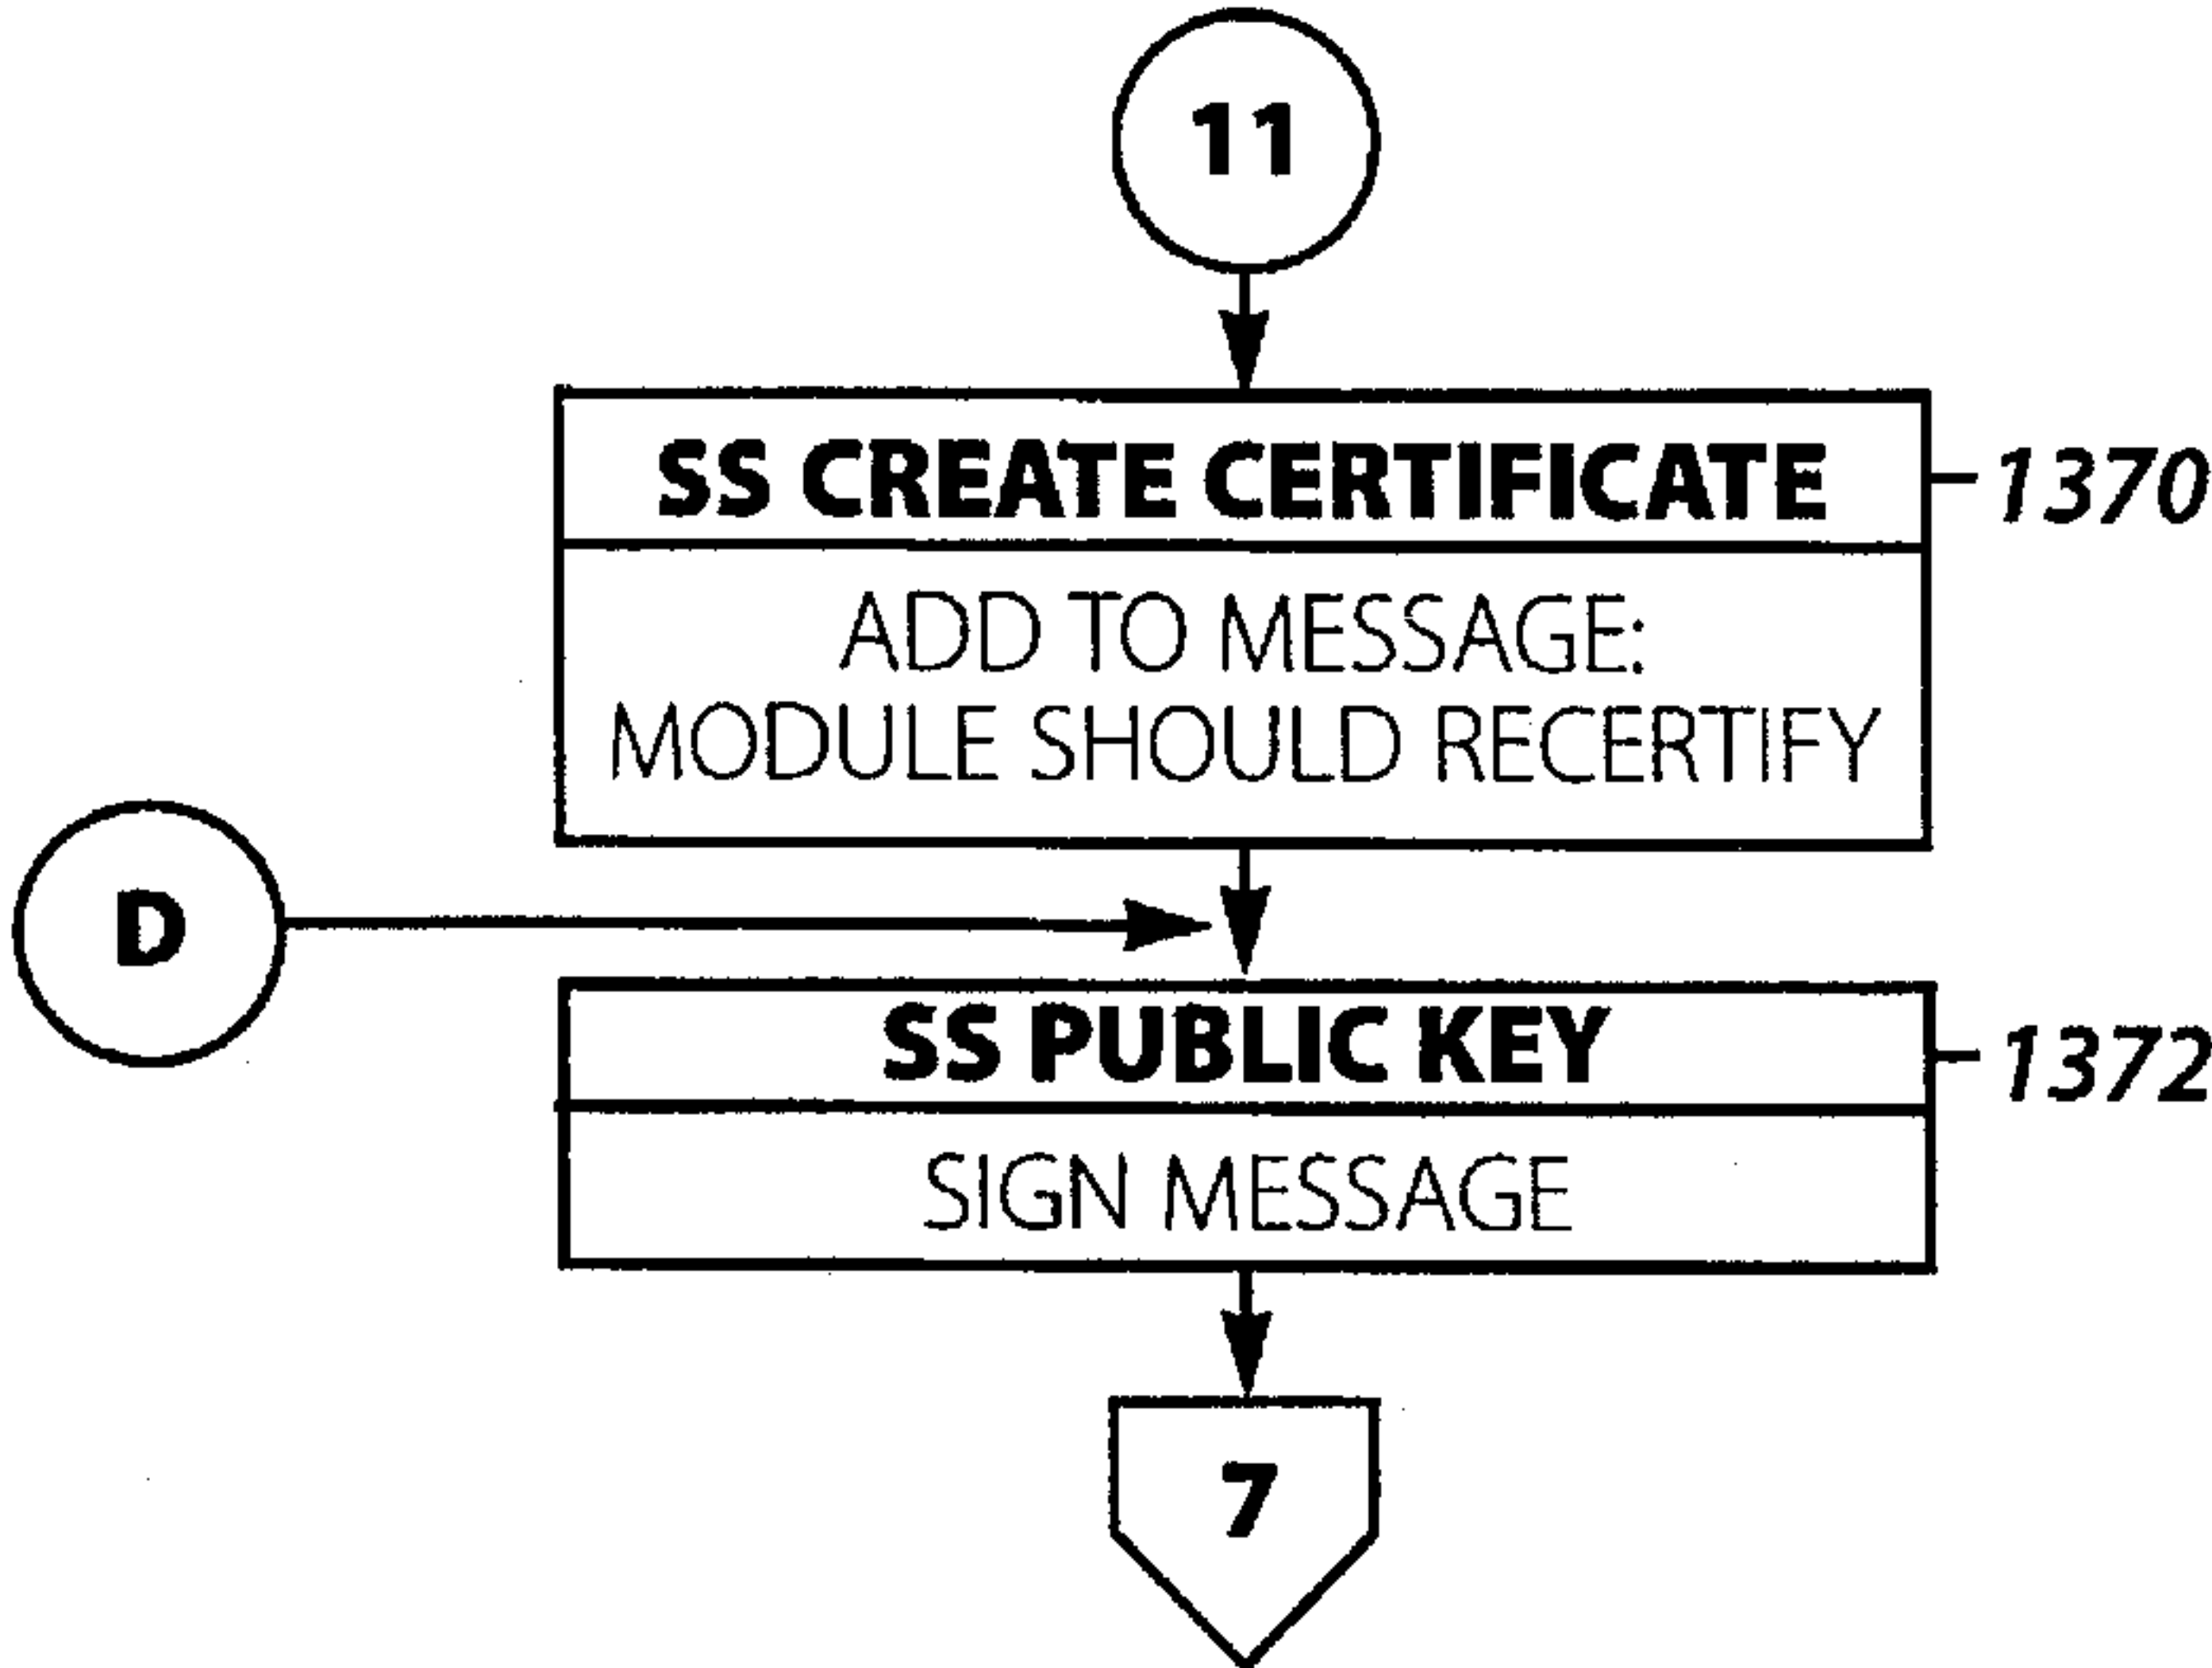 11
SS CREATE CERTIFICATE
1370
ADD TO MESSAGE:
MODULE SHOULD RECERTIFY
D
SS PUBLIC KEY
1372
SIGN MESSAGE
7